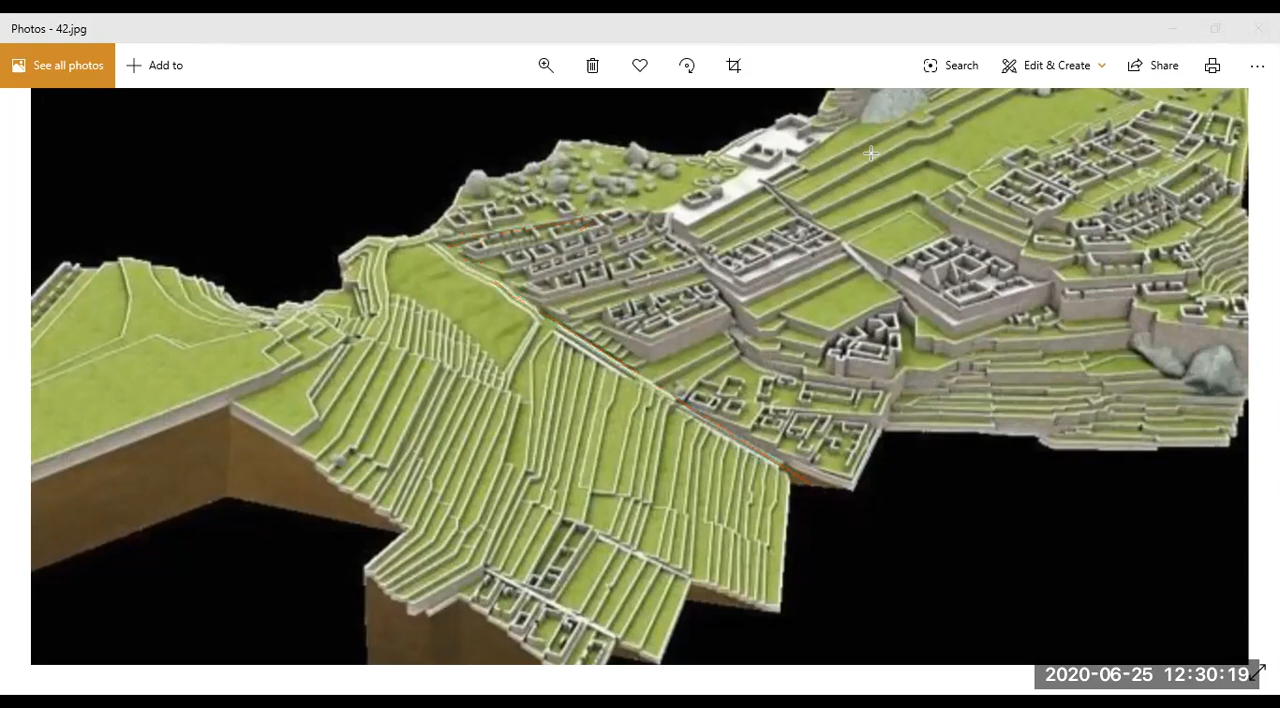 Photos - 42.jpg
See all photos
Add to
Search
Edit & Create
Share
2020-06-25 12:30:19